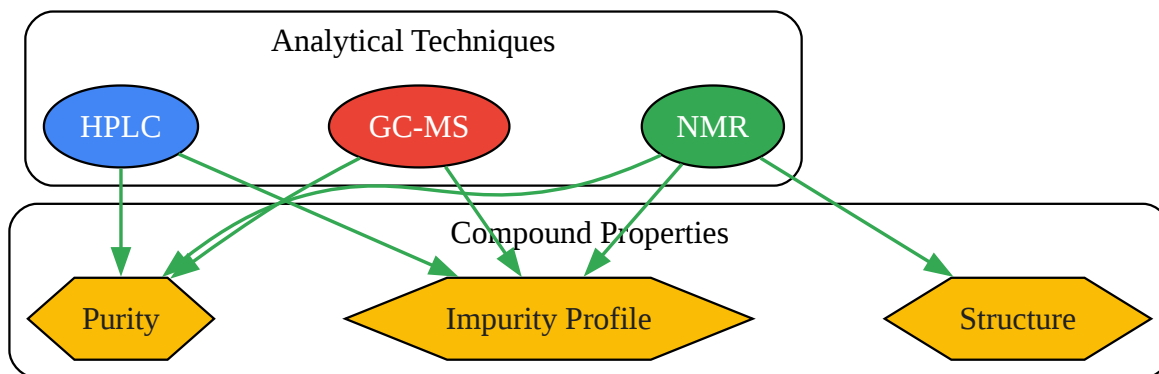 Analytical Techniques
HPLC
GC-MS
NMR
Compound Properties
Purity
Impurity Profile
Structure